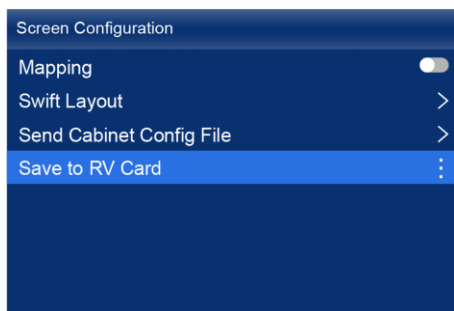 Screen Configuration
Mapping
Swift Layout
Send Cabinet Config File
Save to RV Card